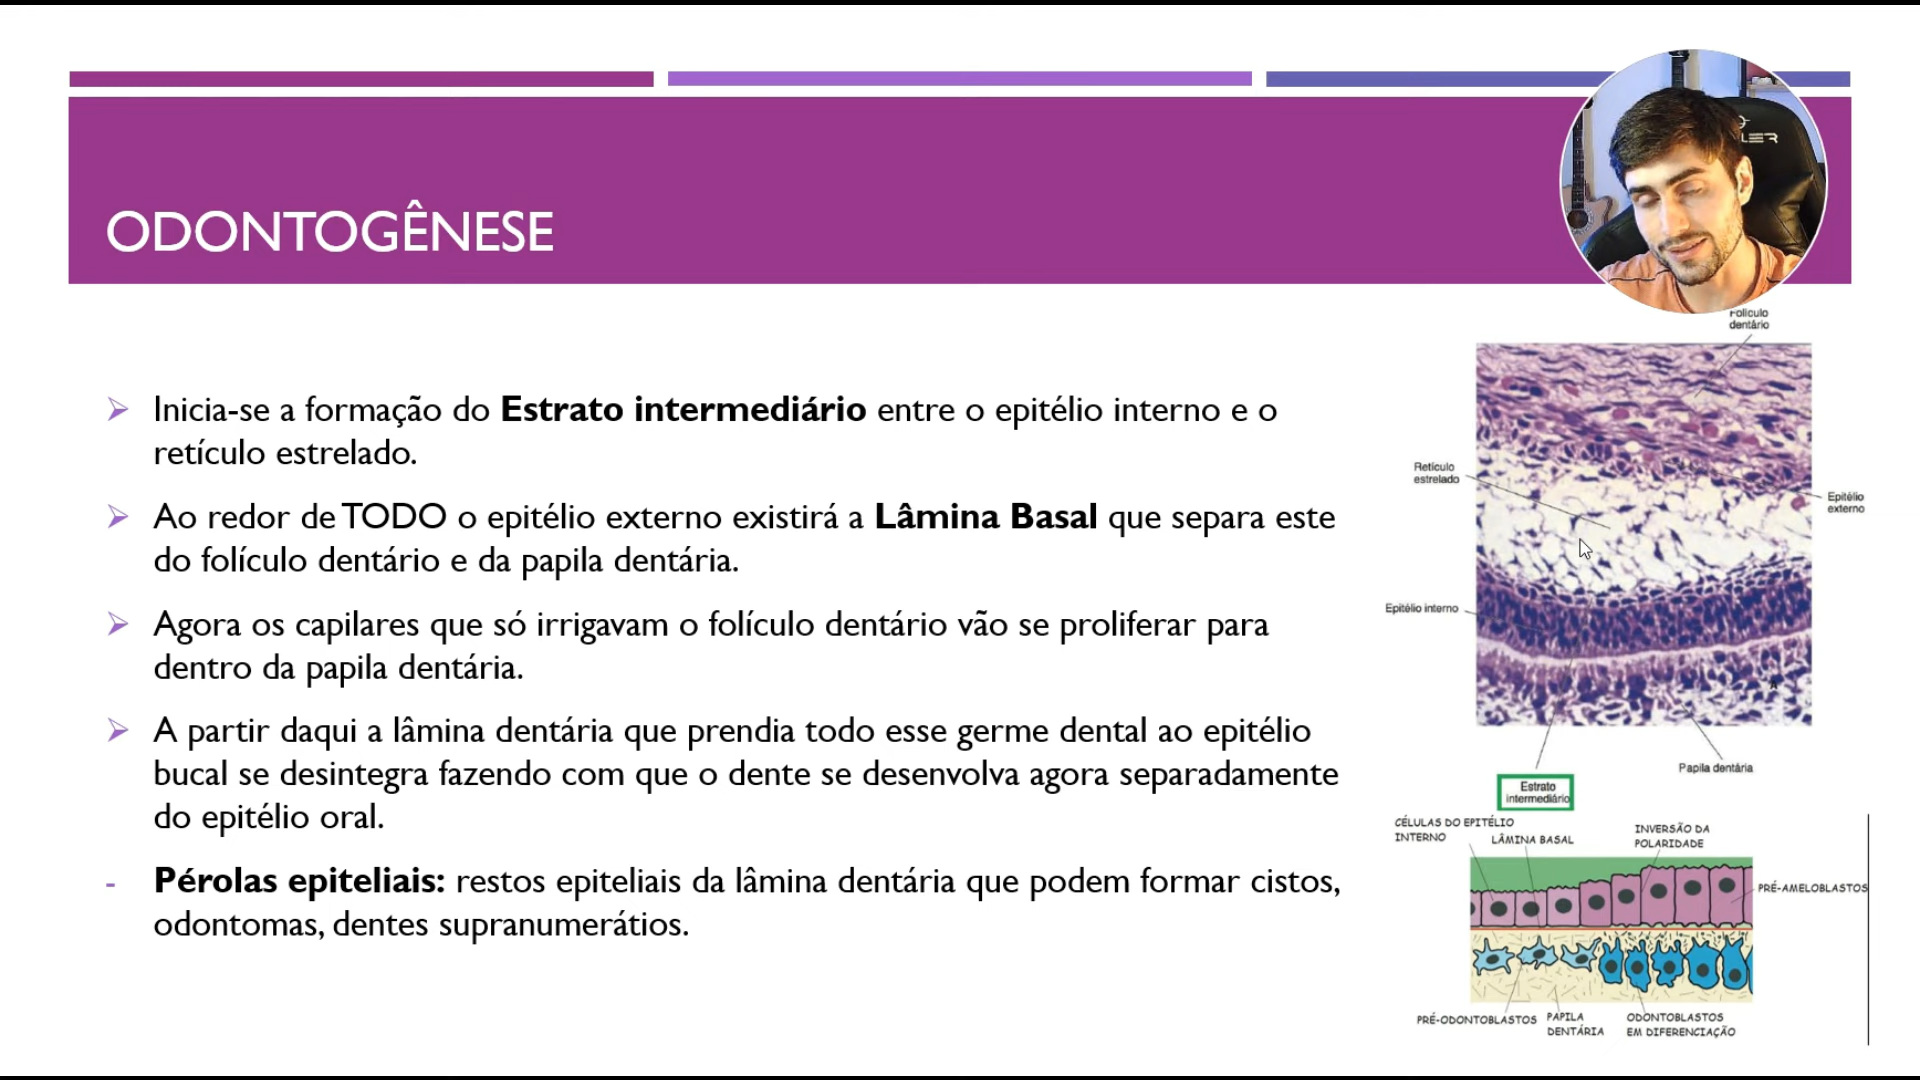 ODONTOGÊNESE
Inicia-se a formação do Estrato intermediário entre o epitélio interno e o
retículo estrelado.
Ao redor de TODO o epitélio externo existirá a Lâmina Basal que separa este
do folículo dentário e da papila dentária.
Agora os capilares que só irrigavam o folículo dentário vão se proliferar para
dentro da papila dentária.
A partir daqui a lâmina dentária que prendia todo esse germe dental ao epitélio
bucal se desintegra fazendo com que o dente se desenvolva agora separadamente
do epitélio oral.
- Pérolas epiteliais: restos epiteliais da lâmina dentária que podem formar cistos,
odontomas, dentes supranumerátios.
Folículo
dentário
Retículo
estrelado
Epitélio
externo
Epitélio interno
A
Papila dentária
Estrato
intermediário
CÉLULAS DO EPITÉLIO
INTERNO
LÂMINA BASAL
INVERSÃO DA
POLARIDADE
PRÉ-AMELOBLASTOS
PRÉ-ODONTOBLASTOS
PAPILA
DENTÁRIA
ODONTOBLASTOS
EM DIFERENCIAÇÃO